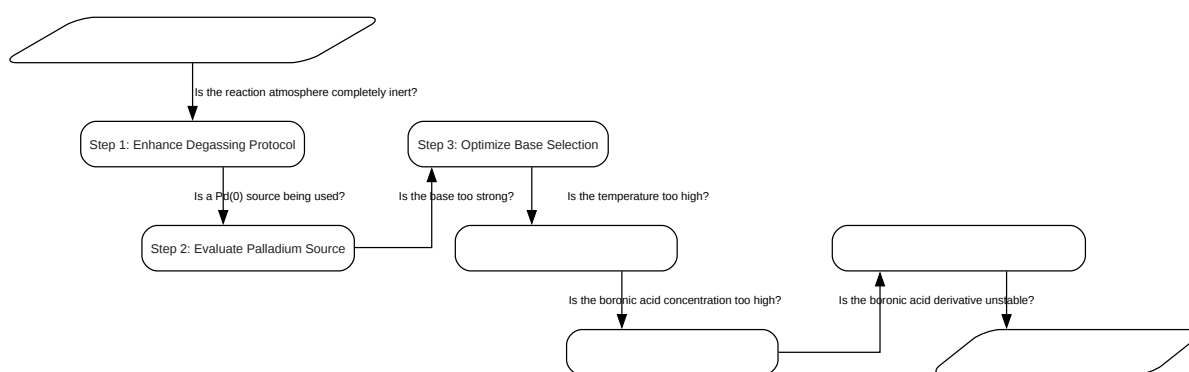 Is the reaction atmosphere completely inert?
Step 1: Enhance Degassing Protocol
Step 3: Optimize Base Selection
Is a Pd(0) source being used?
Is the base too strong?
Is the temperature too high?
Step 2: Evaluate Palladium Source
Is the boronic acid concentration too high?
Is the boronic acid derivative unstable?